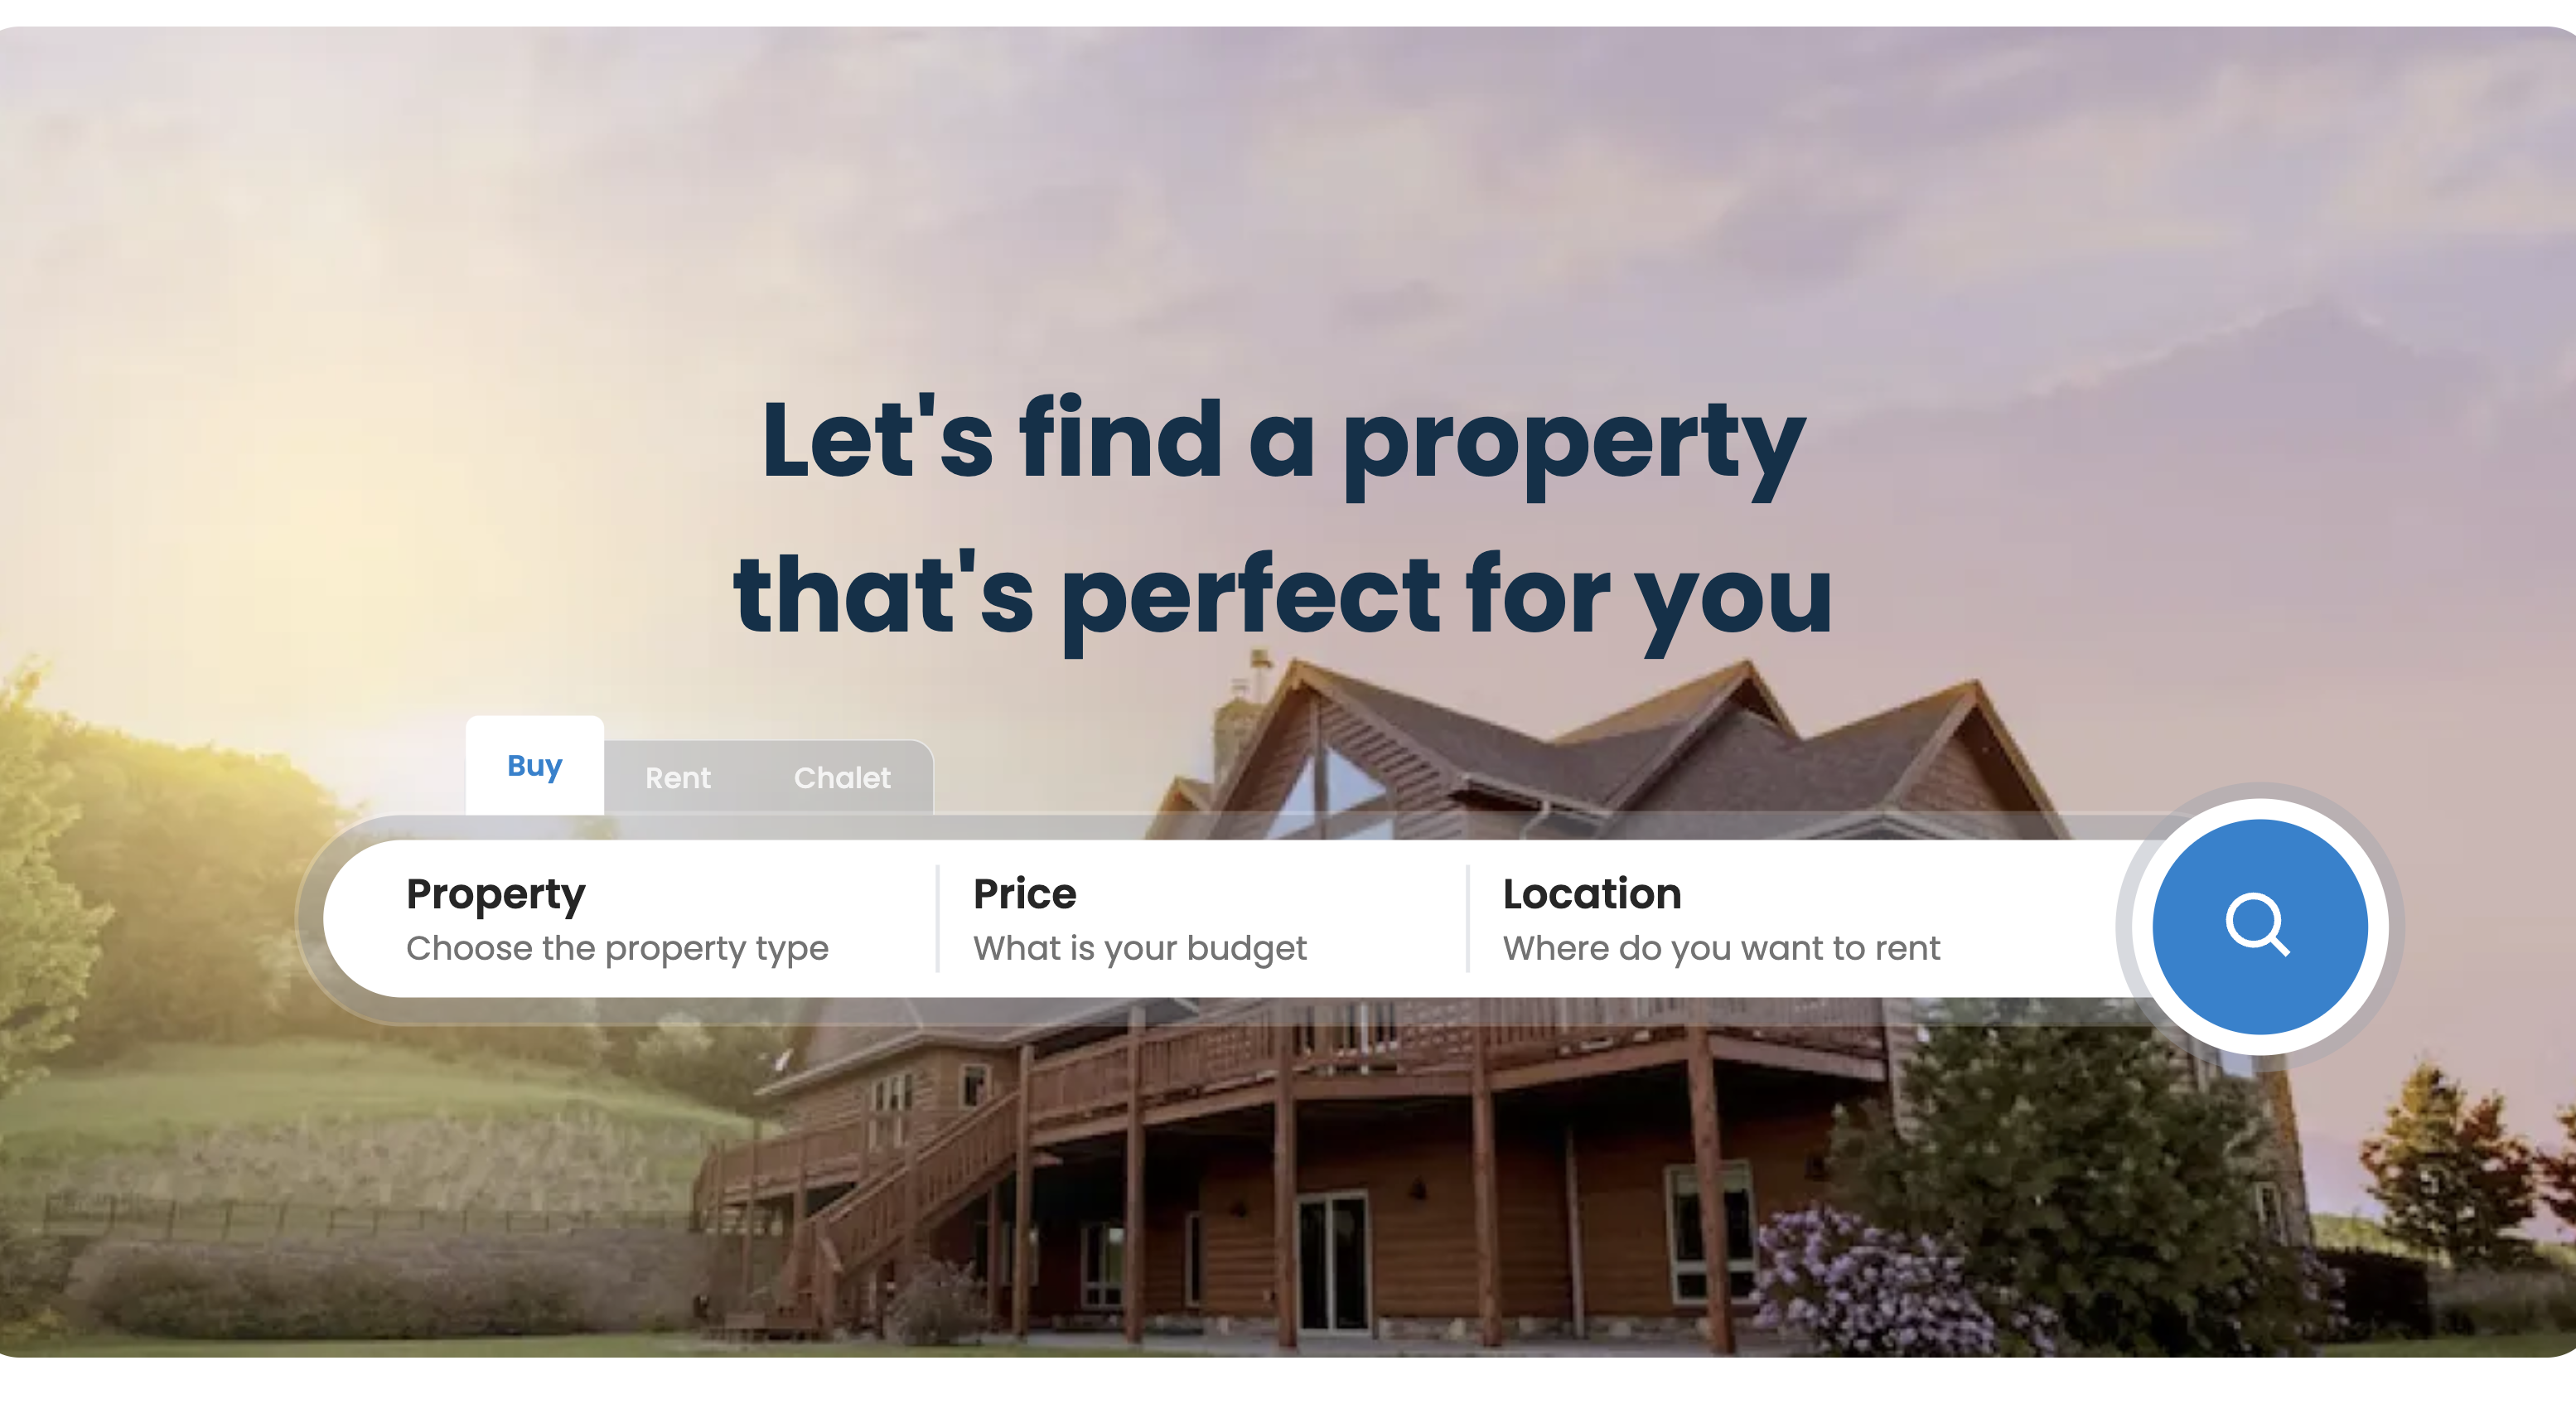 Let's find a property
that's perfect for you
Buy
Rent
Chalet
Property
Price
Location
Choose the property type
What is your budget
Where do you want to rent